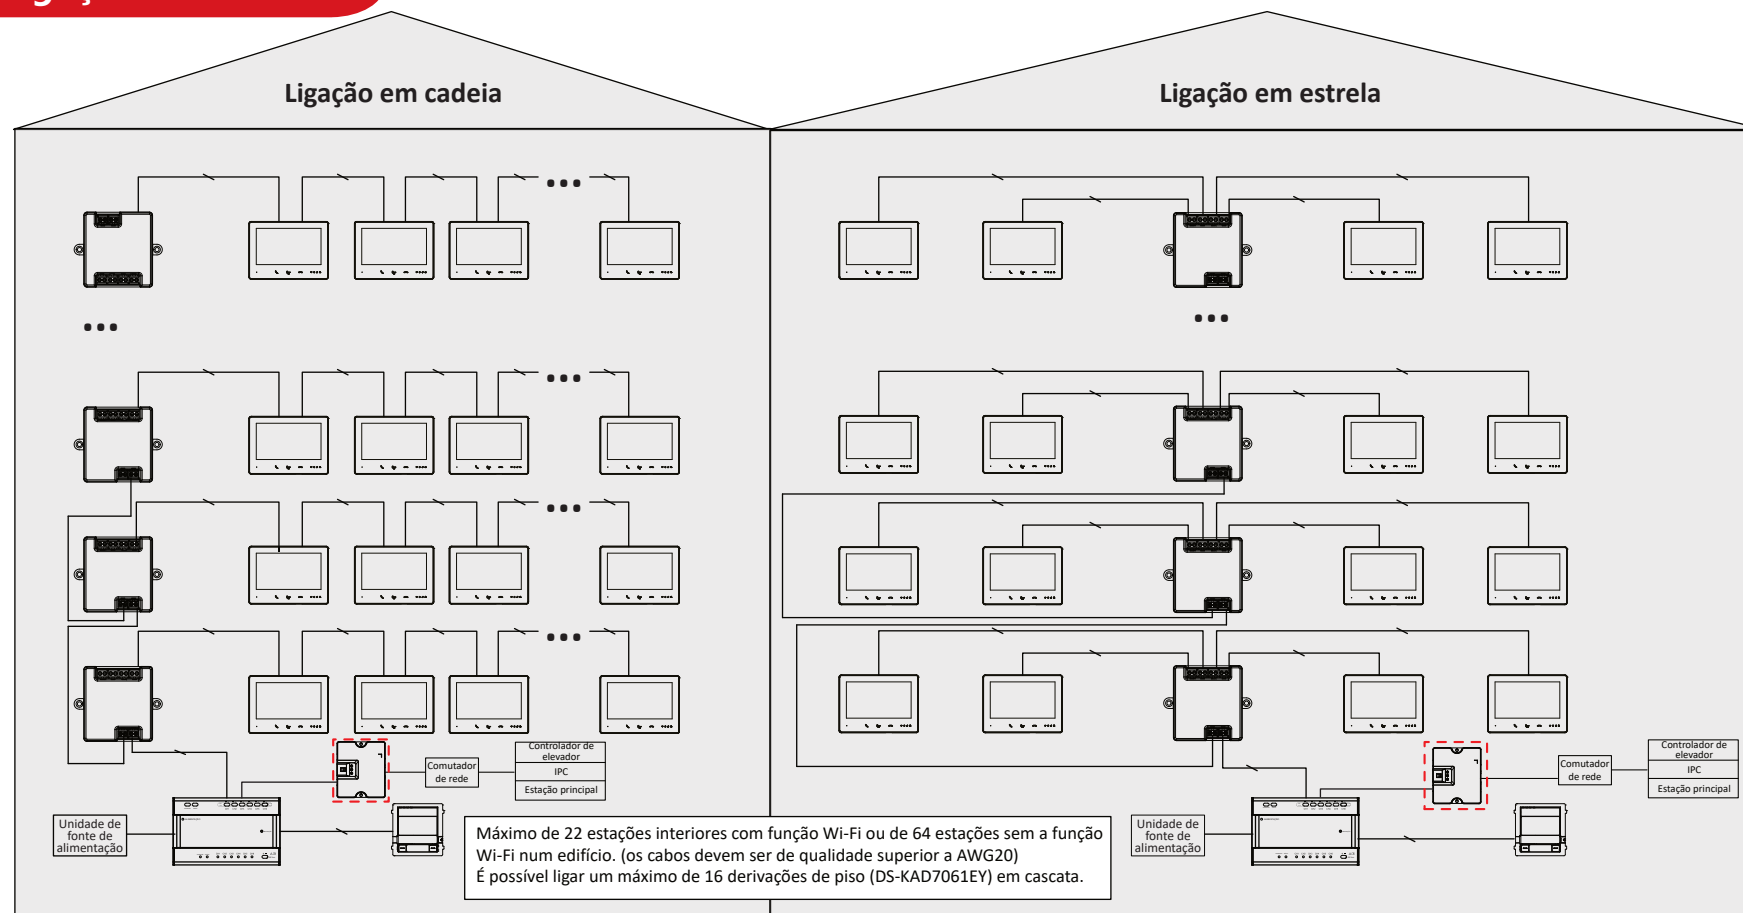 Ligação em cadeia
Ligação em estrela
Controlador de
elevador
IPC
Estação principal
Comutador
de rede
Unidade de
fonte de
alimentação
Controlador de
elevador
IPC
Estação principal
Comutador
de rede
Unidade de
fonte de
alimentação
Máximo de 22 estações interiores com função Wi-Fi ou de 64 estações sem a função
Wi-Fi num edifício. (os cabos devem ser de qualidade superior a AWG20)
É possível ligar um máximo de 16 derivações de piso (DS-KAD7061EY) em cascata.